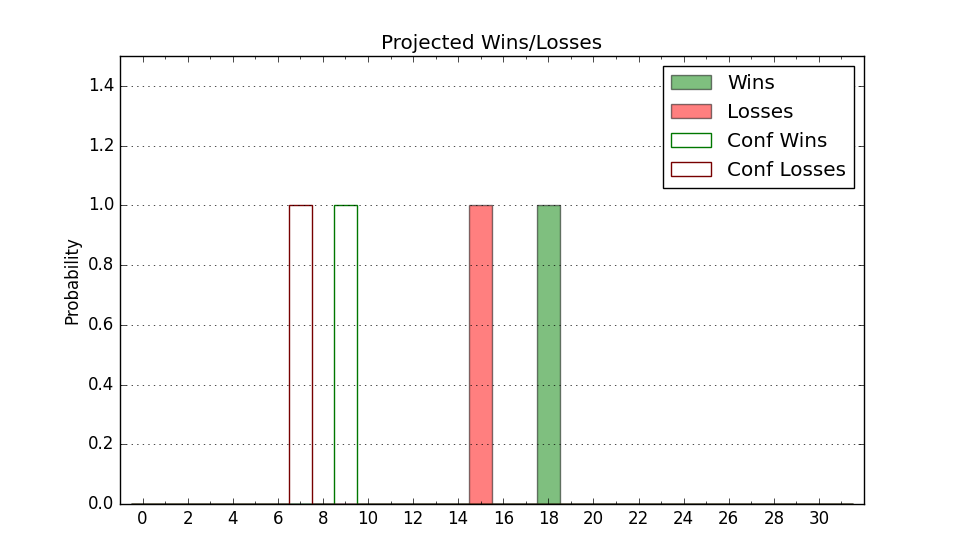 Projected Wins/Losses
Wins
Losses
Conf Wins
Conf Losses
Probability
1.4
1.2
1.0
0.8
0.6
0.4
0.2
0.0
0 2 4 6 8 10 12 14 16 18 20 22 24 26 28 30